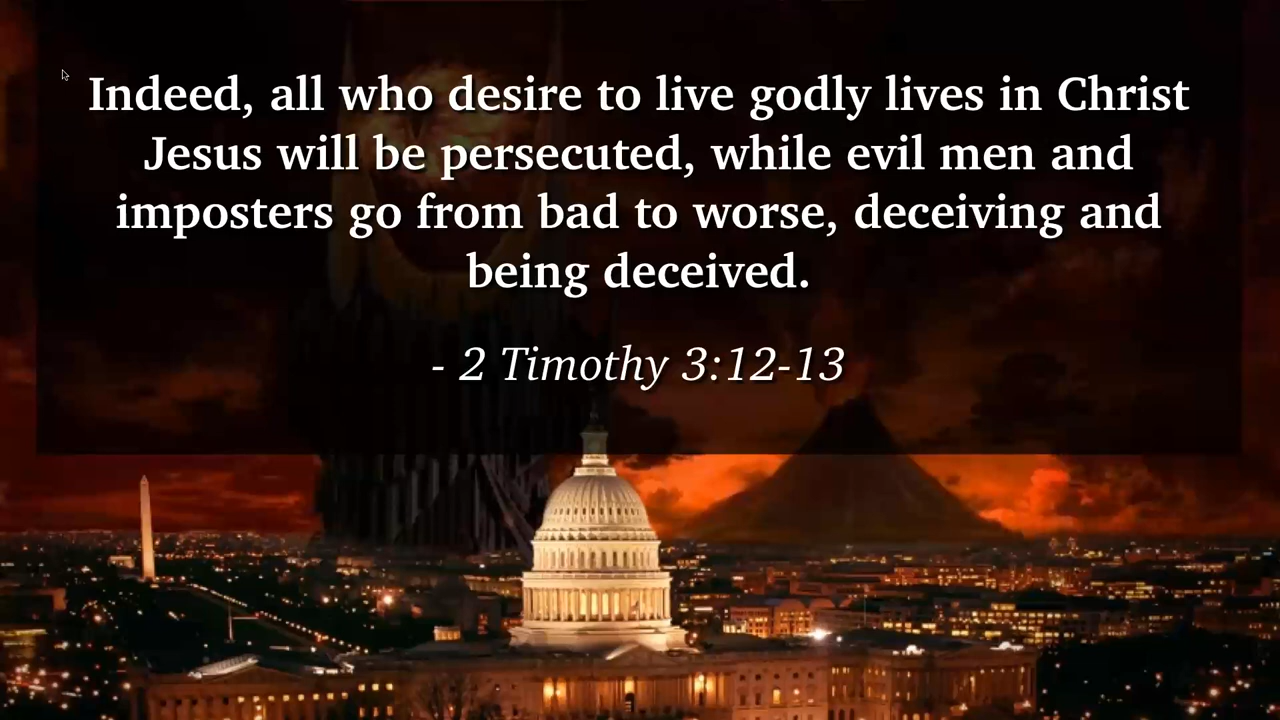 Indeed, all who desire to live godly lives in Christ
Jesus will be persecuted, while evil men and
imposters go from bad to worse, deceiving and
being deceived.
- 2 Timothy 3:12-13